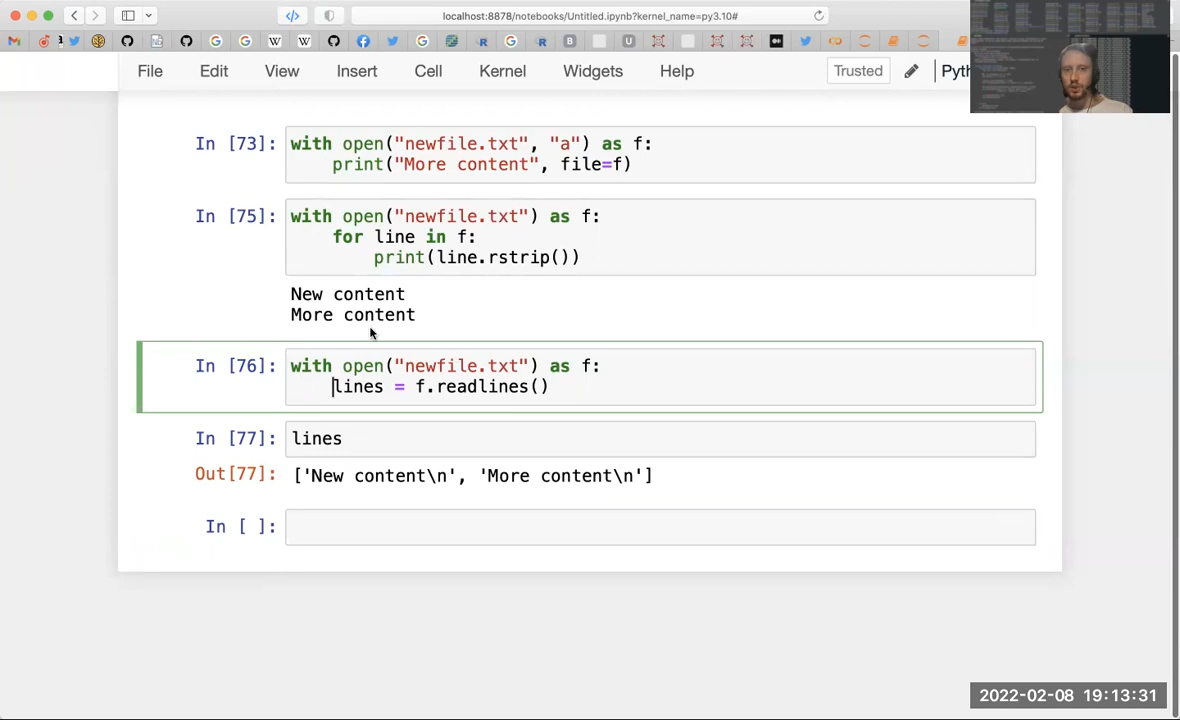 localhost:8878/notebooks/Untitled.ipynb?kernel_name=py3.10#
File Edit View Insert Cell Kernel Widgets Help Trusted Pyth
In [73]: with open("newfile.txt", "a") as f:
print("More content", file=f)
In [75]: with open("newfile.txt") as f:
for line in f:
print(line.rstrip())
New content
More content
In [76]: with open("newfile.txt") as f:
lines = f.readlines()
In [77]: lines
Out[77]: ['New content\n', 'More content\n']
In [ ]:
2022-02-08 19:13:31